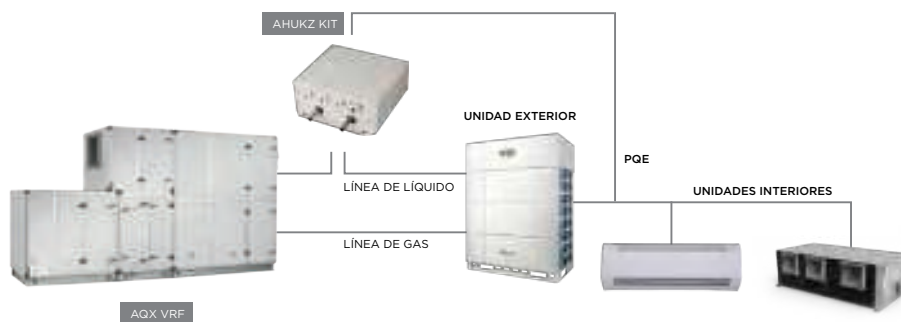 AHUKZ KIT
UNIDAD EXTERIOR
PQE
LÍNEA DE LÍQUIDO
UNIDADES INTERIORES
LÍNEA DE GAS
AQX VRF